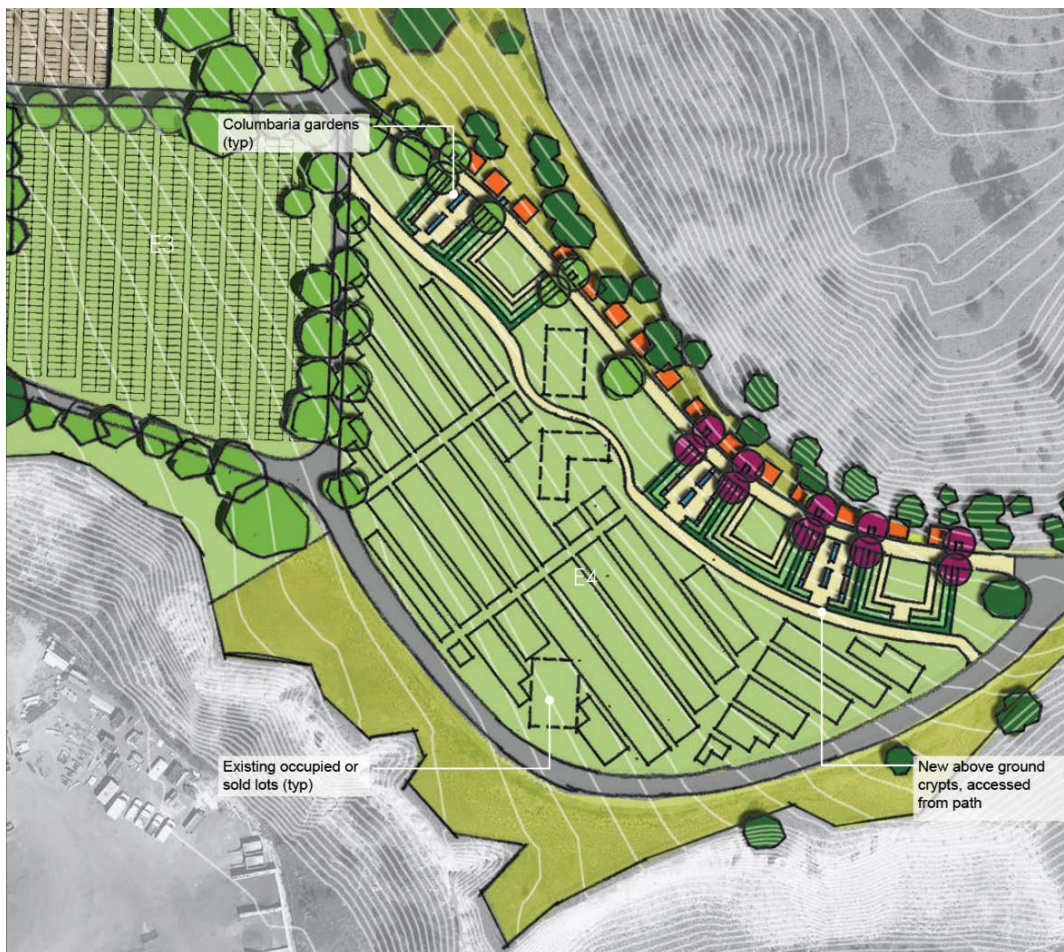 Columbaria gardens
(typ)
E3
E4
Existing occupied or
sold lots (typ)
New above ground
crypts, accessed
from path